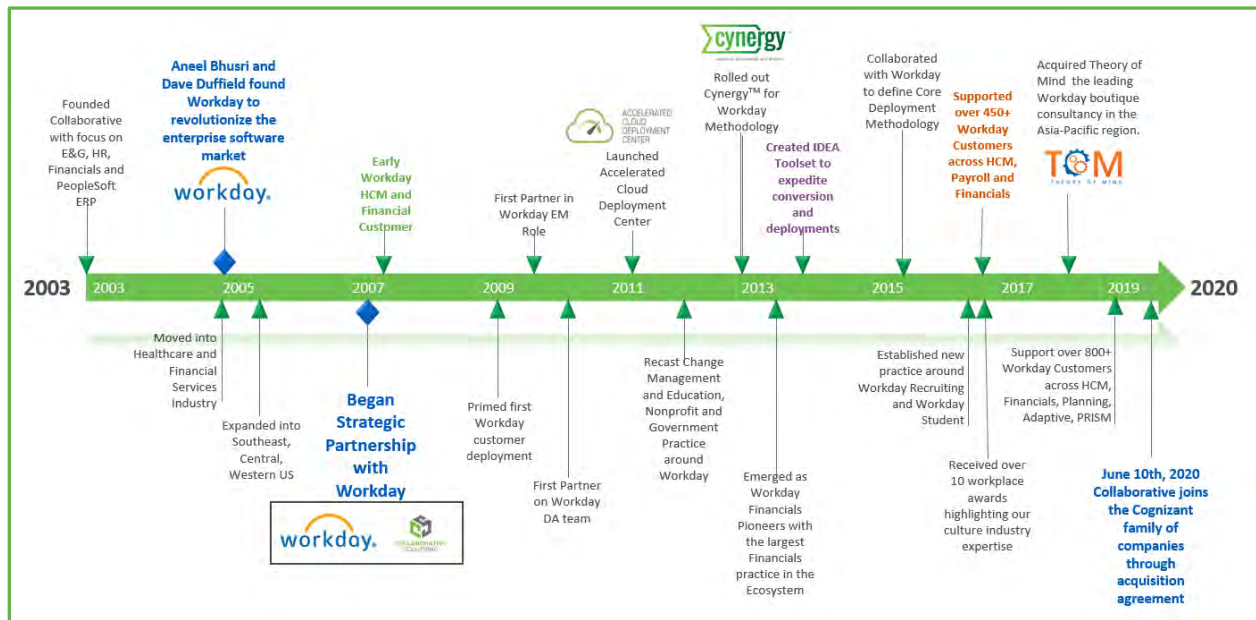 Founded
Collaborative
with focus on
E&G, HR,
Financials and
PeopleSoft
ERP
Aneel Bhusri and
Dave Duffield found
Workday to
revolutionize the
enterprise software
market
workday.
Early
Workday
HCM and
Financial
Customer
First Partner in
Workday EM
Role
ACCELERATED
CLOUD
DEPLOYMENT
CENTER
Launched
Accelerated
Cloud
Deployment
Center
cynergy
Rolled out
Cynergy™ for
Workday
Methodology
Created IDEA
Toolset to
expedite
conversion
and
deployments
Collaborated
with Workday
to define Core
Deployment
Methodology
Supported
over 450+
Workday
Customers
across HCM,
Payroll and
Financials
Acquired Theory of
Mind the leading
Workday boutique
consultancy in the
Asia-Pacific region.
TOM
THEORY OF MIND
2003 2003 2005 2007 2009 2011 2013 2015 2017 2019 2020
Moved into
Healthcare and
Financial
Services
Industry
Expanded into
Southeast,
Central,
Western US
Began
Strategic
Partnership
with
Workday
workday.
COLLABORATIVE
SOLUTIONS
Primed first
Workday
customer
deployment
First Partner
on Workday
DA team
Recast Change
Management
and Education,
Nonprofit and
Government
Practice
around
Workday
Emerged as
Workday
Financials
Pioneers with
the largest
Financials
practice in the
Ecosystem
Established new
practice around
Workday Recruiting
and Workday
Student
Received over
10 workplace
awards
highlighting our
culture industry
expertise
Support over 800+
Workday Customers
across HCM,
Financials, Planning,
Adaptive, PRISM
June 10th, 2020
Collaborative joins
the Cognizant
family of
companies
through
acquisition
agreement